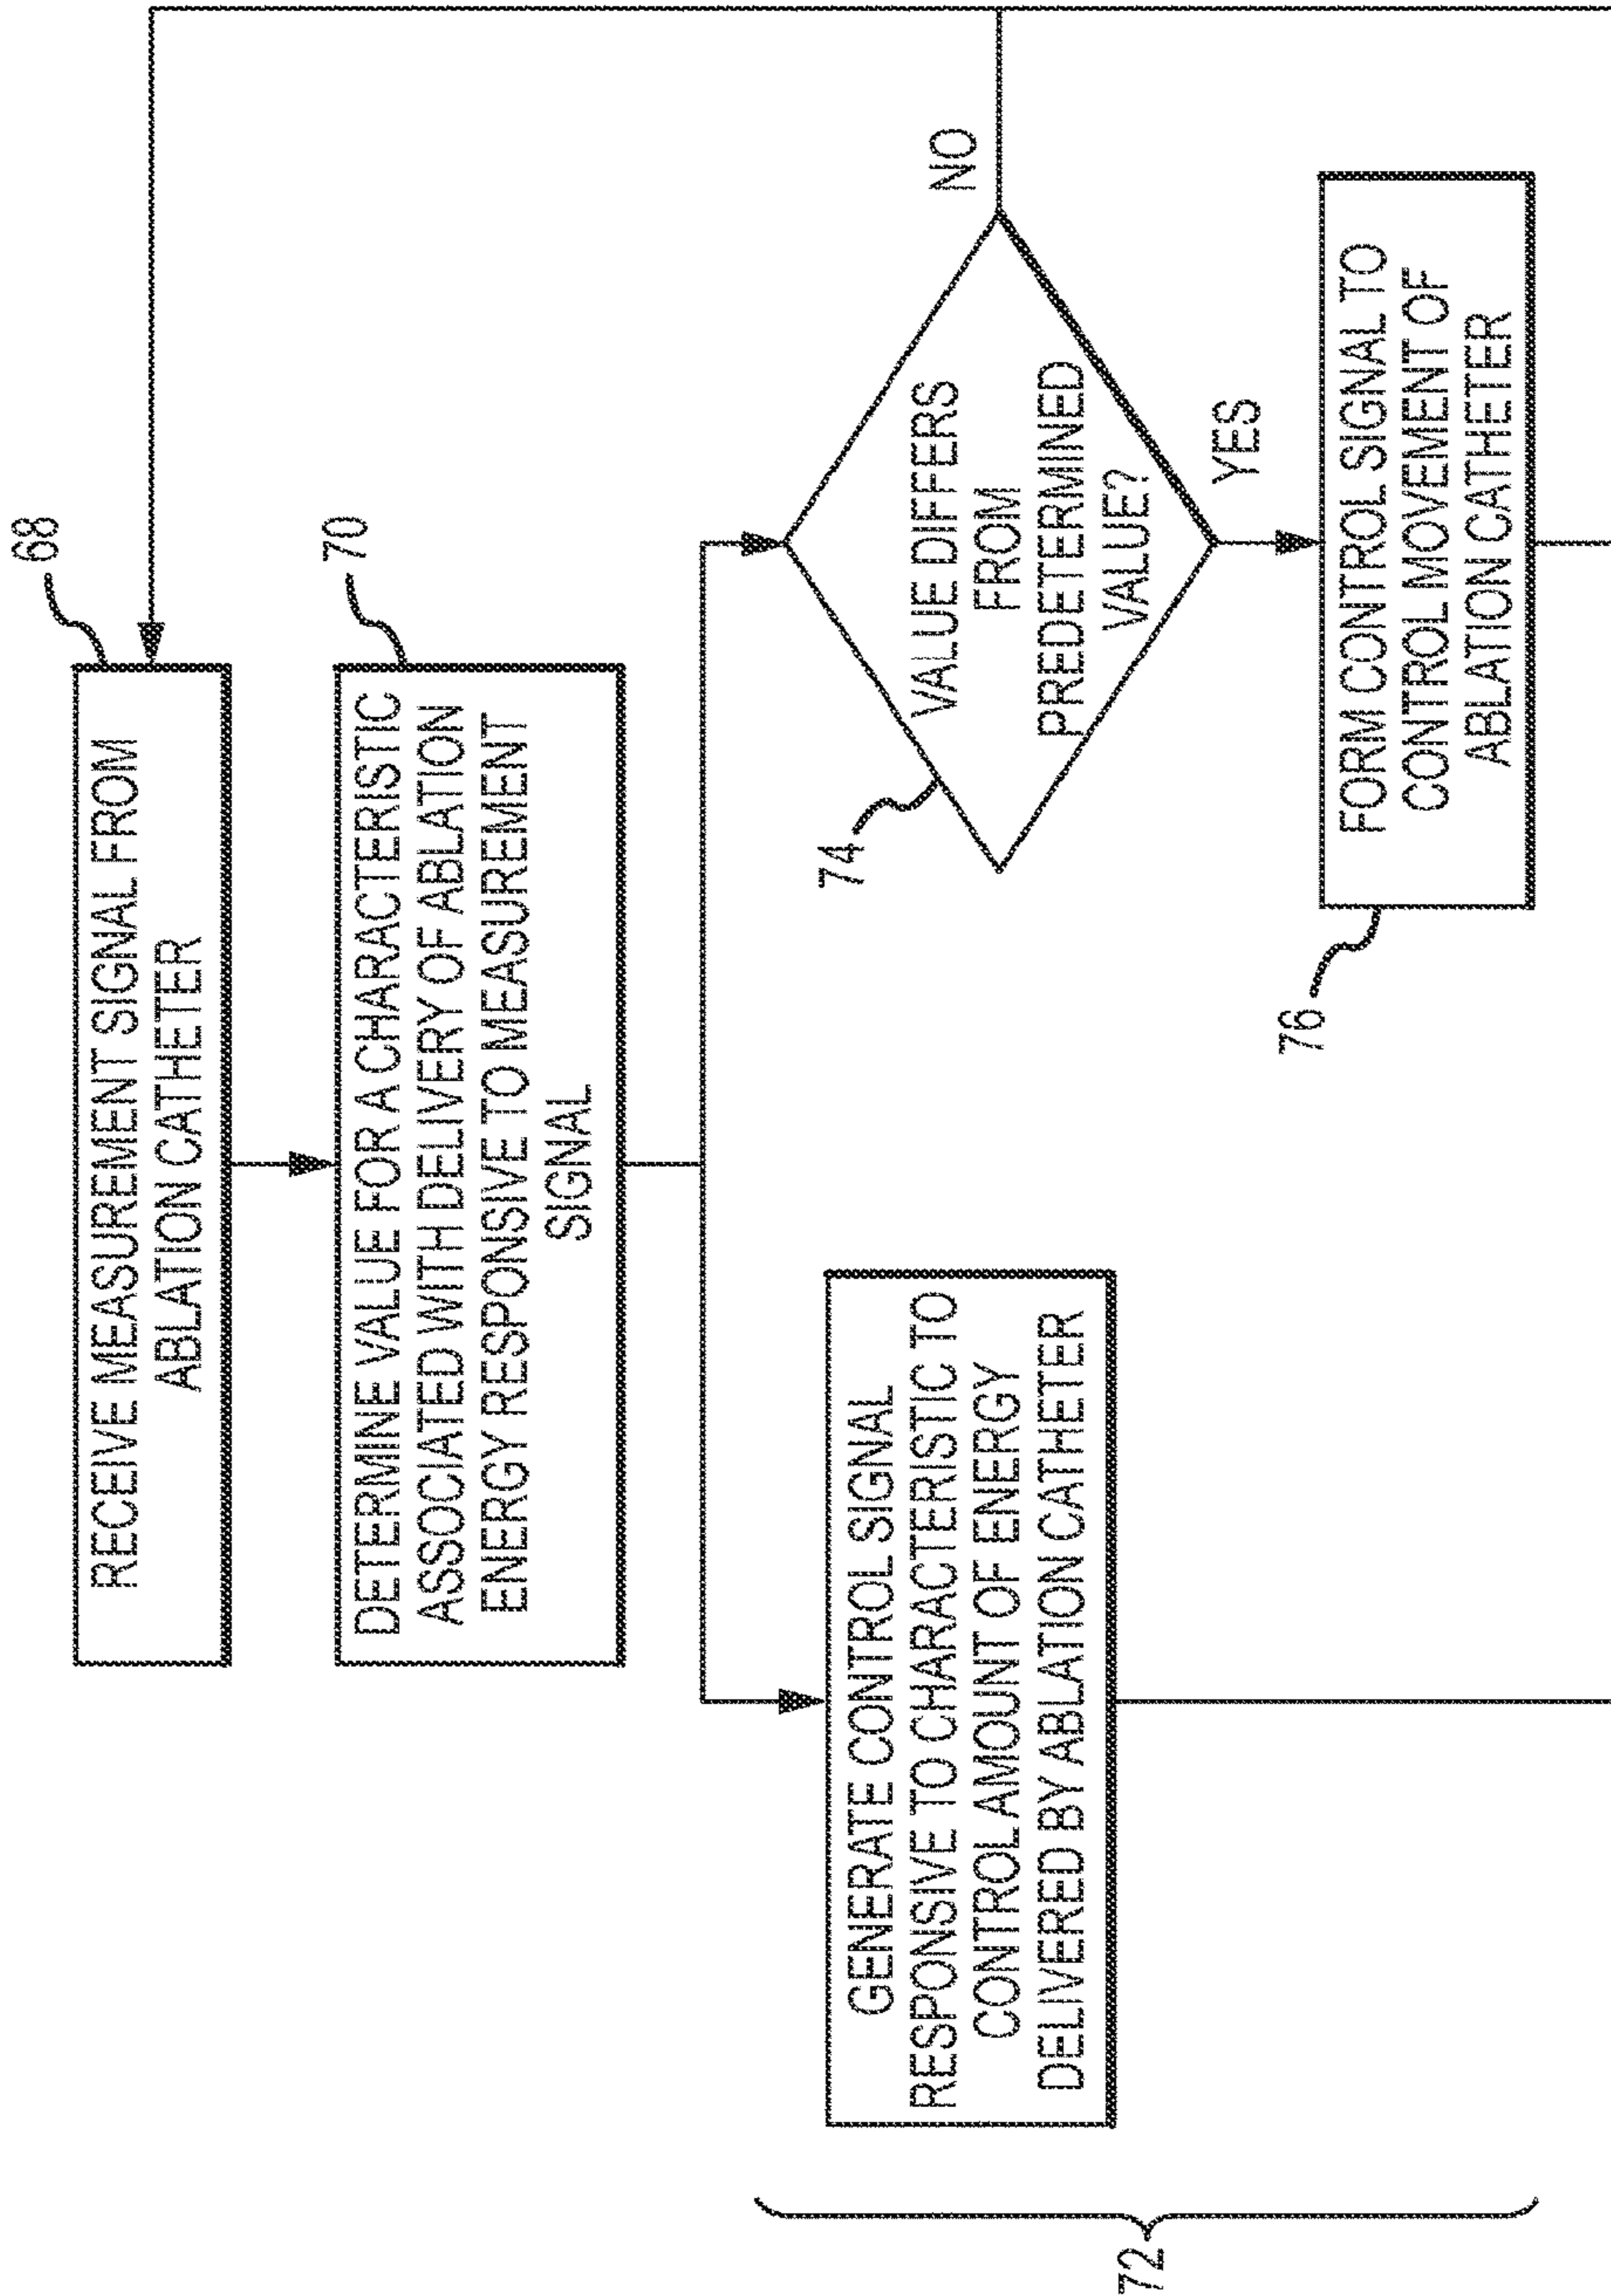 68
RECEIVE MEASUREMENT SIGNAL FROM
ABLATION CATHETER
70
DETERMINE VALUE FOR A CHARACTERISTIC
ASSOCIATED WITH DELIVERY OF ABLATION
ENERGY RESPONSIVE TO MEASUREMENT
SIGNAL
72
GENERATE CONTROL SIGNAL
RESPONSIVE TO CHARACTERISTIC TO
CONTROL AMOUNT OF ENERGY
DELIVERED BY ABLATION CATHETER
74
VALUE DIFFERS
FROM
PREDETERMINED
VALUE?
NO
YES
76
FORM CONTROL SIGNAL TO
CONTROL MOVEMENT OF
ABLATION CATHETER